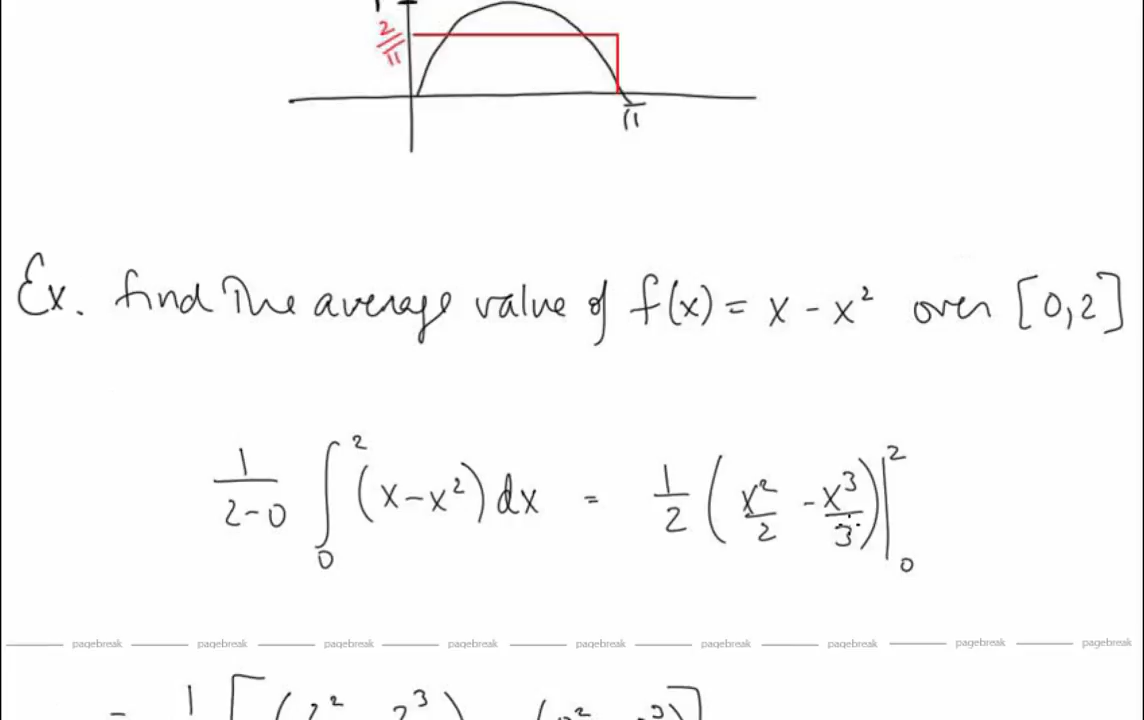 1
2/π
π
Ex. find the average value of f(x) = x - x² over [0,2]
1/(2-0) ∫₀² (x-x²) dx = 1/2 (x²/2 - x³/3) |₀²
pagebreak pagebreak pagebreak pagebreak pagebreak pagebreak pagebreak pagebreak pagebreak